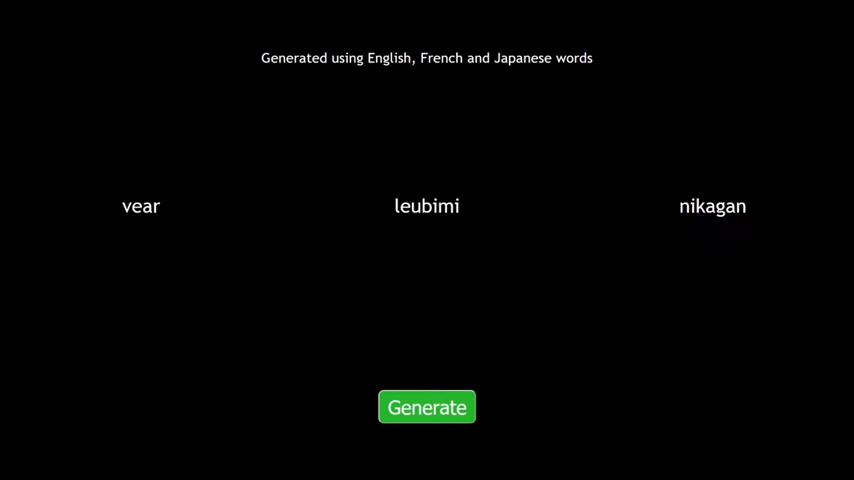 Generated using English, French and Japanese words
vear leubimi nikagan
Generate